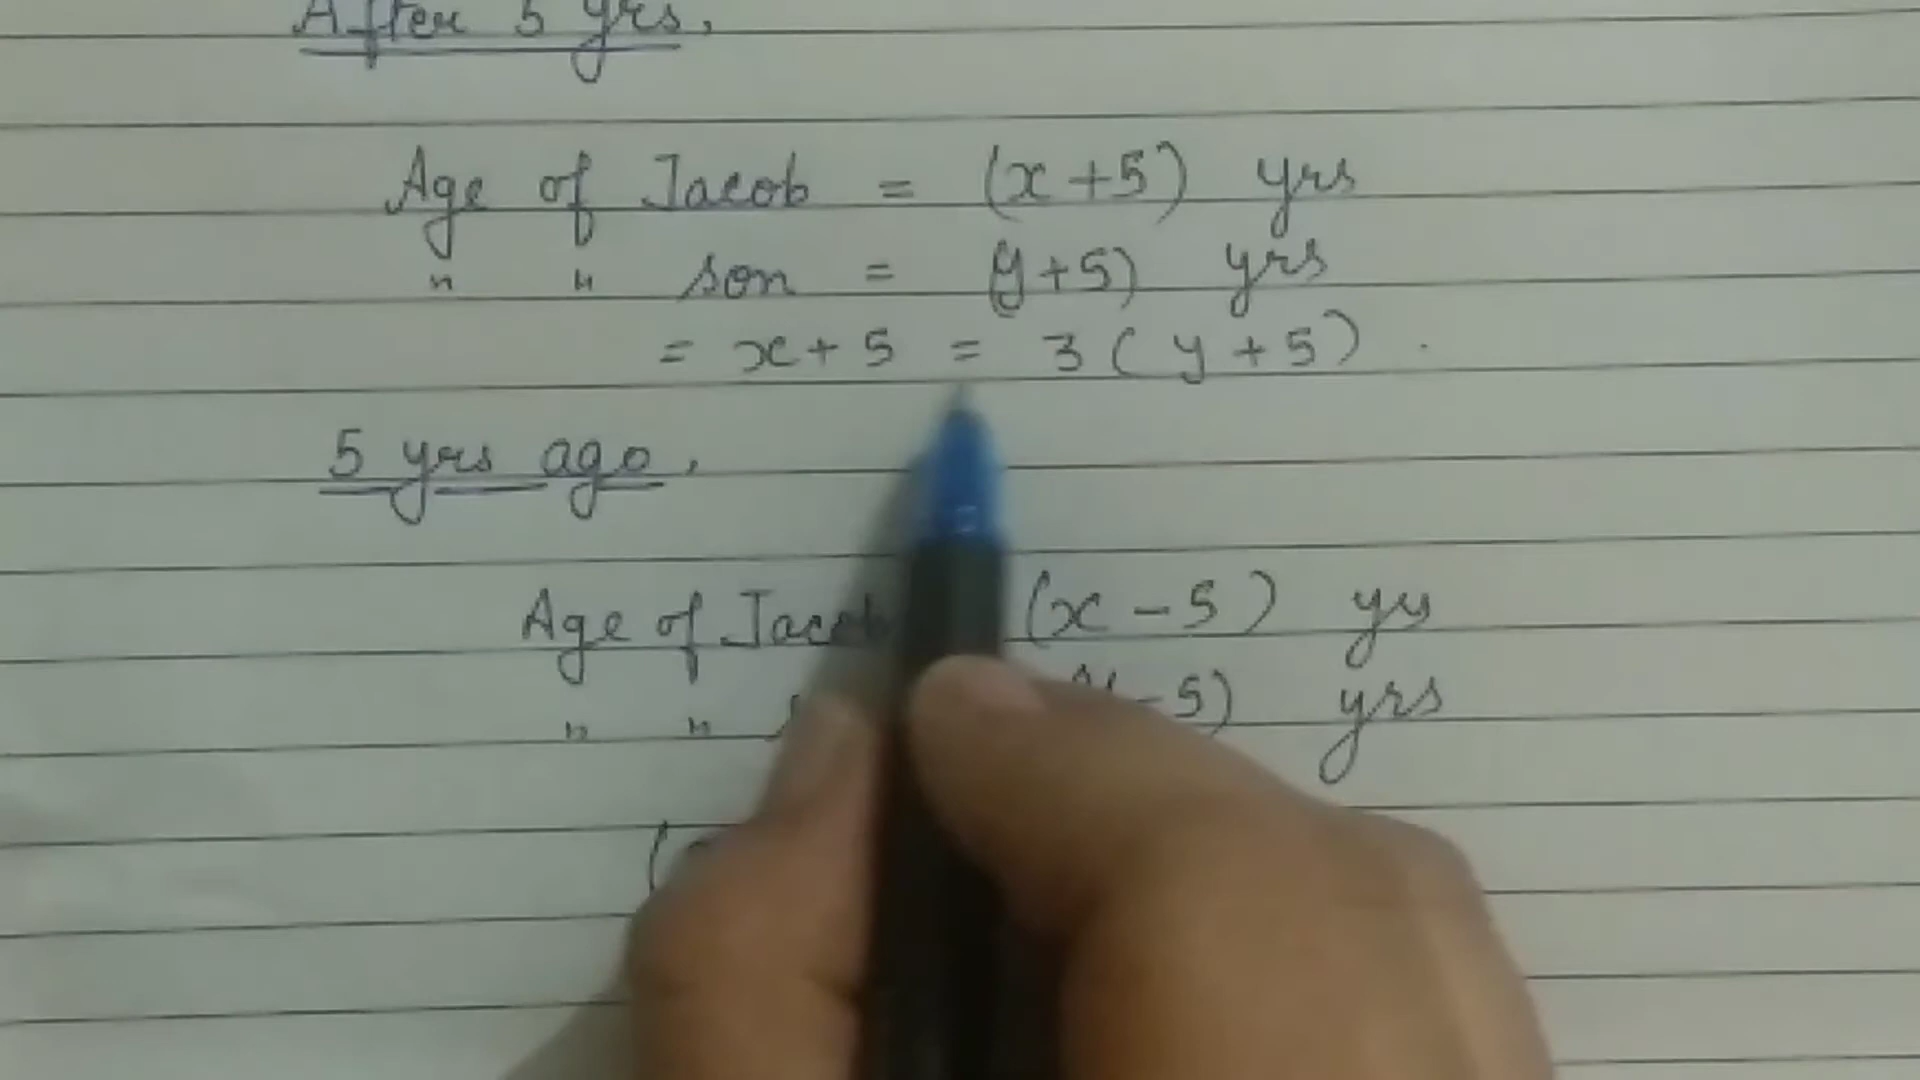 After 5 yrs,
Age of Jacob = (x+5) yrs
" " son = (y+5) yrs
= x+5 = 3(y+5).
5 yrs ago,
Age of Jacob (x-5) yrs
" " -5) yrs
(